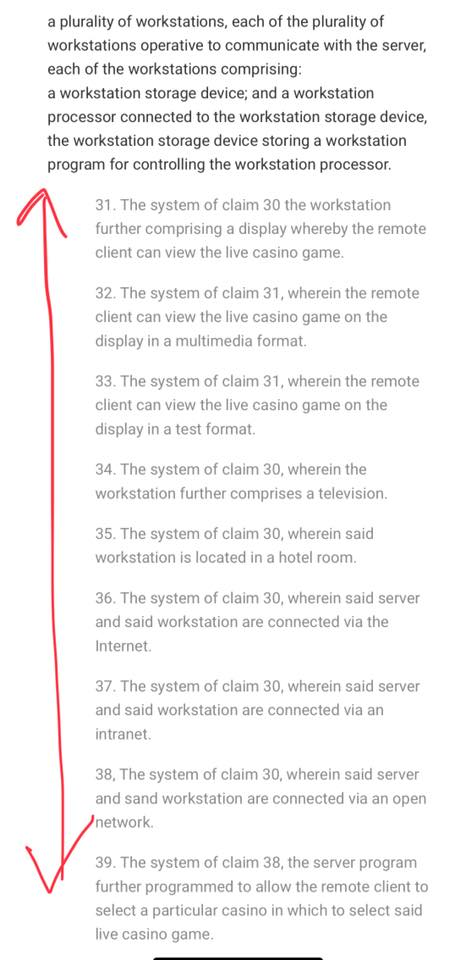 a plurality of workstations, each of the plurality of
workstations operative to communicate with the server,
each of the workstations comprising:
a workstation storage device; and a workstation
processor connected to the workstation storage device,
the workstation storage device storing a workstation
program for controlling the workstation processor.
31. The system of claim 30 the workstation
further comprising a display whereby the remote
client can view the live casino game.
32. The system of claim 31, wherein the remote
client can view the live casino game on the
display in a multimedia format.
33. The system of claim 31, wherein the remote
client can view the live casino game on the
display in a test format.
34. The system of claim 30, wherein the
workstation further comprises a television.
35. The system of claim 30, wherein said
workstation is located in a hotel room.
36. The system of claim 30, wherein said server
and said workstation are connected via the
Internet.
37. The system of claim 30, wherein said server
and said workstation are connected via an
intranet.
38, The system of claim 30, wherein said server
and sand workstation are connected via an open
network.
39. The system of claim 38, the server program
further programmed to allow the remote client to
select a particular casino in which to select said
live casino game.